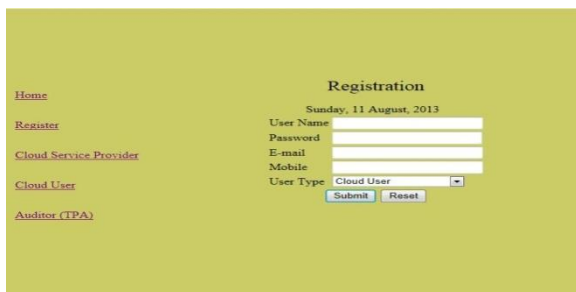 Home
Register
Cloud Service Provider
Cloud User
Auditor (TPA)
Registration
Sunday, 11 August, 2013
User Name
Password
E-mail
Mobile
User Type Cloud User
Submit Reset